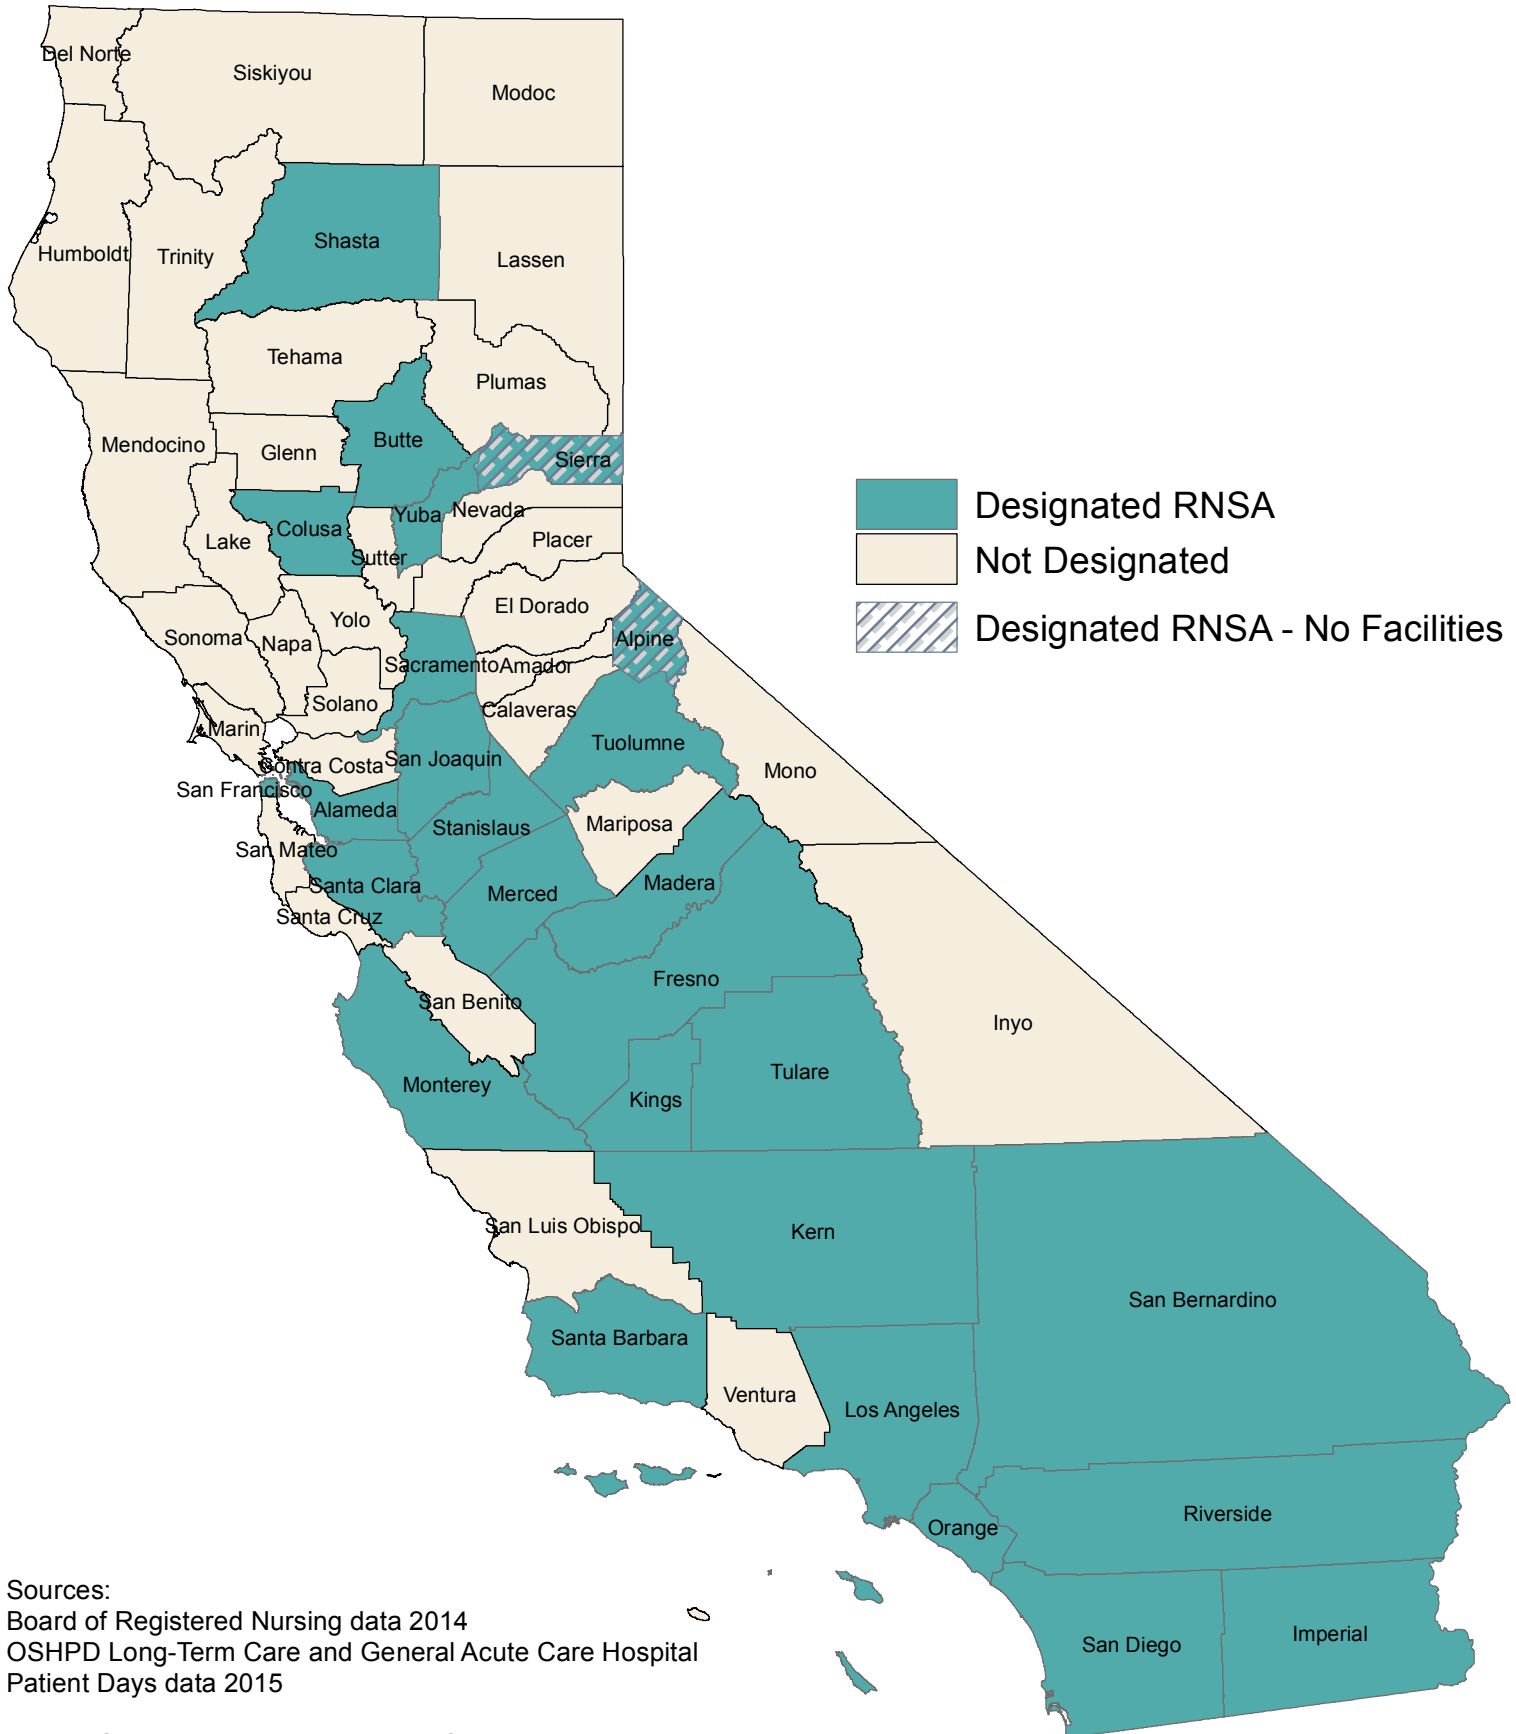 Del Norte
Siskiyou
Modoc
Humboldt
Trinity
Shasta
Lassen
Tehama
Plumas
Mendocino
Glenn
Butte
Sierra
Lake
Colusa
Sutter
Yuba
Nevada
Placer
Sonoma
Napa
Yolo
El Dorado
Alpine
Solano
Sacramento
Amador
Calaveras
Marin
Contra Costa
San Joaquin
Tuolumne
Mono
San Francisco
Alameda
Stanislaus
Mariposa
San Mateo
Santa Clara
Merced
Madera
Santa Cruz
San Benito
Fresno
Inyo
Monterey
Kings
Tulare
San Luis Obispo
Kern
San Bernardino
Santa Barbara
Ventura
Los Angeles
Orange
Riverside
San Diego
Imperial
Designated RNSA
Not Designated
Designated RNSA - No Facilities
Sources:
Board of Registered Nursing data 2014
OSHPD Long-Term Care and General Acute Care Hospital
Patient Days data 2015